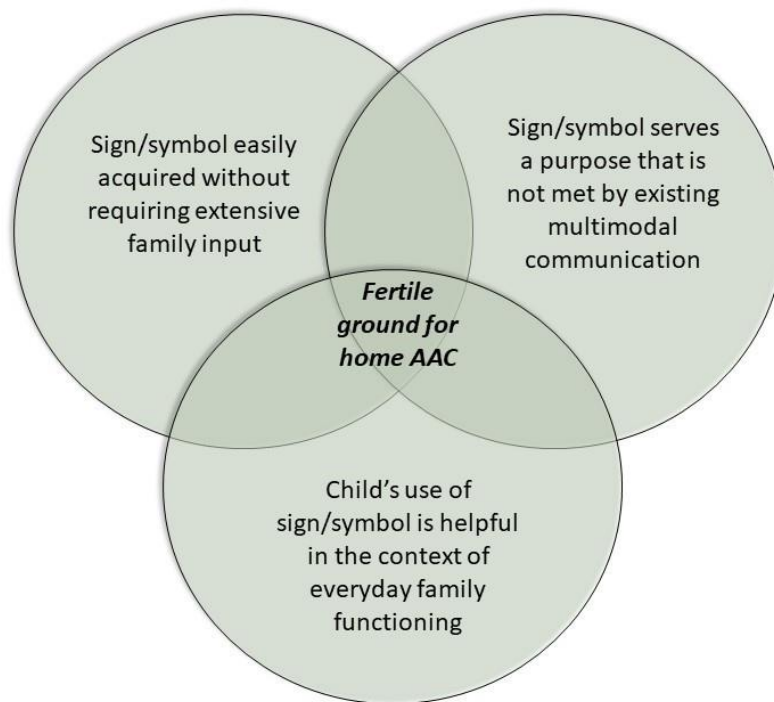 Sign/symbol easily
acquired without
requiring extensive
family input
Sign/symbol serves
a purpose that is
not met by existing
multimodal
communication
Fertile
ground for
home AAC
Child’s use of
sign/symbol is helpful
in the context of
everyday family
functioning